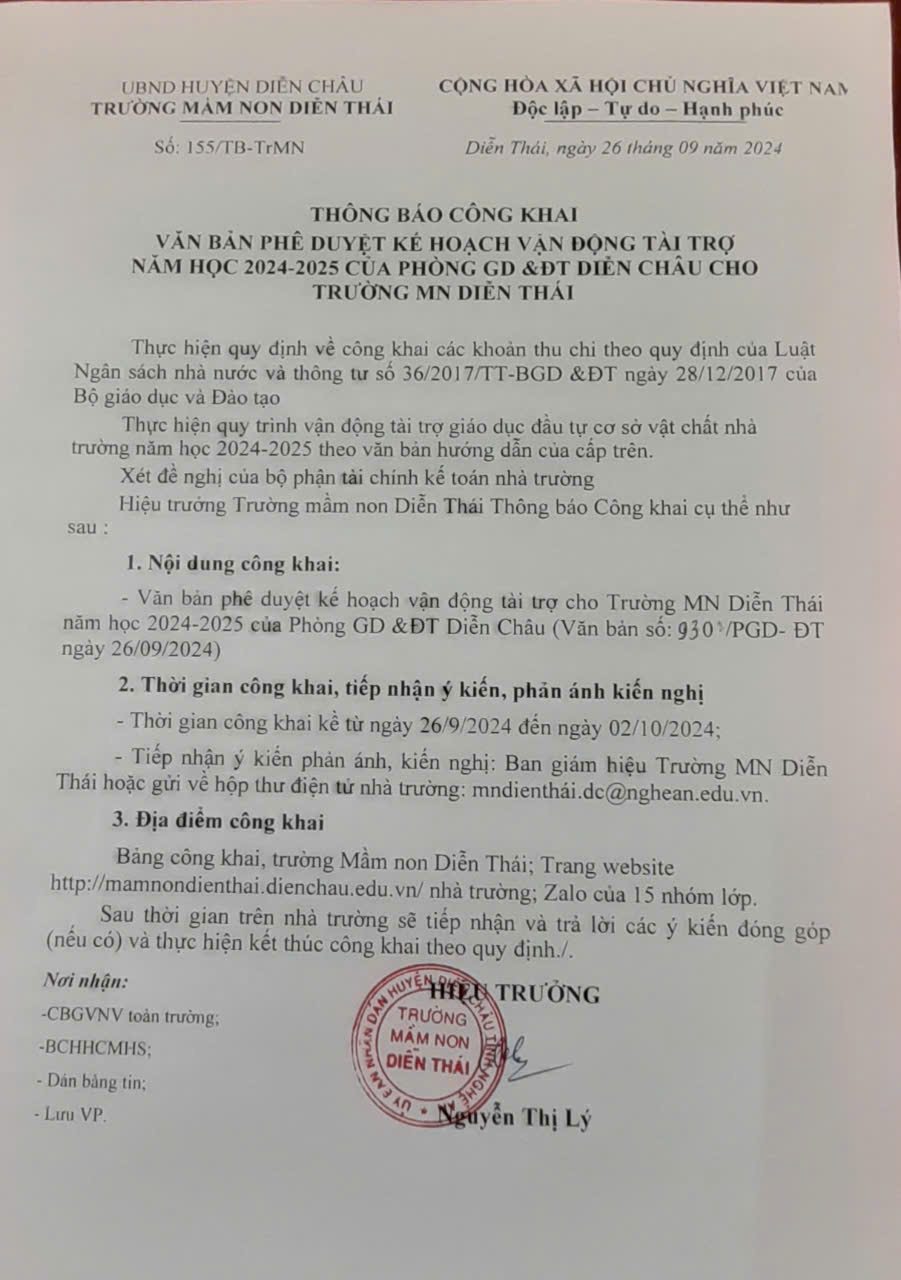 UBND HUYỆN DIỄN CHÂU
TRƯỜNG MẦM NON DIỄN THÁI
CỘNG HÒA XÃ HỘI CHỦ NGHĨA VIỆT NAM
Độc lập – Tự do – Hạnh phúc
Số: 155/TB-TrMN
Diễn Thái, ngày 26 tháng 09 năm 2024
THÔNG BÁO CÔNG KHAI
VĂN BẢN PHÊ DUYỆT KẾ HOẠCH VẬN ĐỘNG TÀI TRỢ
NĂM HỌC 2024-2025 CỦA PHÒNG GD &ĐT DIỄN CHÂU CHO
TRƯỜNG MN DIỄN THÁI
Thực hiện quy định về công khai các khoản thu chi theo quy định của Luật
Ngân sách nhà nước và thông tư số 36/2017/TT-BGD &ĐT ngày 28/12/2017 của
Bộ giáo dục và Đào tạo
Thực hiện quy trình vận động tài trợ giáo dục đầu tự cơ sở vật chất nhà
trường năm học 2024-2025 theo văn bản hướng dẫn của cấp trên.
Xét đề nghị của bộ phận tài chính kế toán nhà trường
Hiệu trưởng Trường mầm non Diễn Thái Thông báo Công khai cụ thể như
sau :
1. Nội dung công khai:
- Văn bản phê duyệt kế hoạch vận động tài trợ cho Trường MN Diễn Thái
năm học 2024-2025 của Phòng GD &ĐT Diễn Châu (Văn bản số: 930/PGD- ĐT
ngày 26/09/2024)
2. Thời gian công khai, tiếp nhận ý kiến, phản ánh kiến nghị
- Thời gian công khai kể từ ngày 26/9/2024 đến ngày 02/10/2024;
- Tiếp nhận ý kiến phản ánh, kiến nghị: Ban giám hiệu Trường MN Diễn
Thái hoặc gửi về hộp thư điện tử nhà trường: mndienthái.dc@nghean.edu.vn.
3. Địa điểm công khai
Bảng công khai, trường Mầm non Diễn Thái; Trang website
http://mamnondienthai.dienchau.edu.vn/ nhà trường; Zalo của 15 nhóm lớp.
Sau thời gian trên nhà trường sẽ tiếp nhận và trả lời các ý kiến đóng góp
(nếu có) và thực hiện kết thúc công khai theo quy định./.
Nơi nhận:
-CBGVNV toàn trường;
-BCHHCMHS;
- Dán bảng tin;
- Lưu VP.
HIỆU TRƯỞNG
ỦY BAN NHÂN DÂN HUYỆN DIỄN CHÂU TỈNH NGHỆ AN
TRƯỜNG
MẦM NON
DIỄN THÁI
Nguyễn Thị Lý